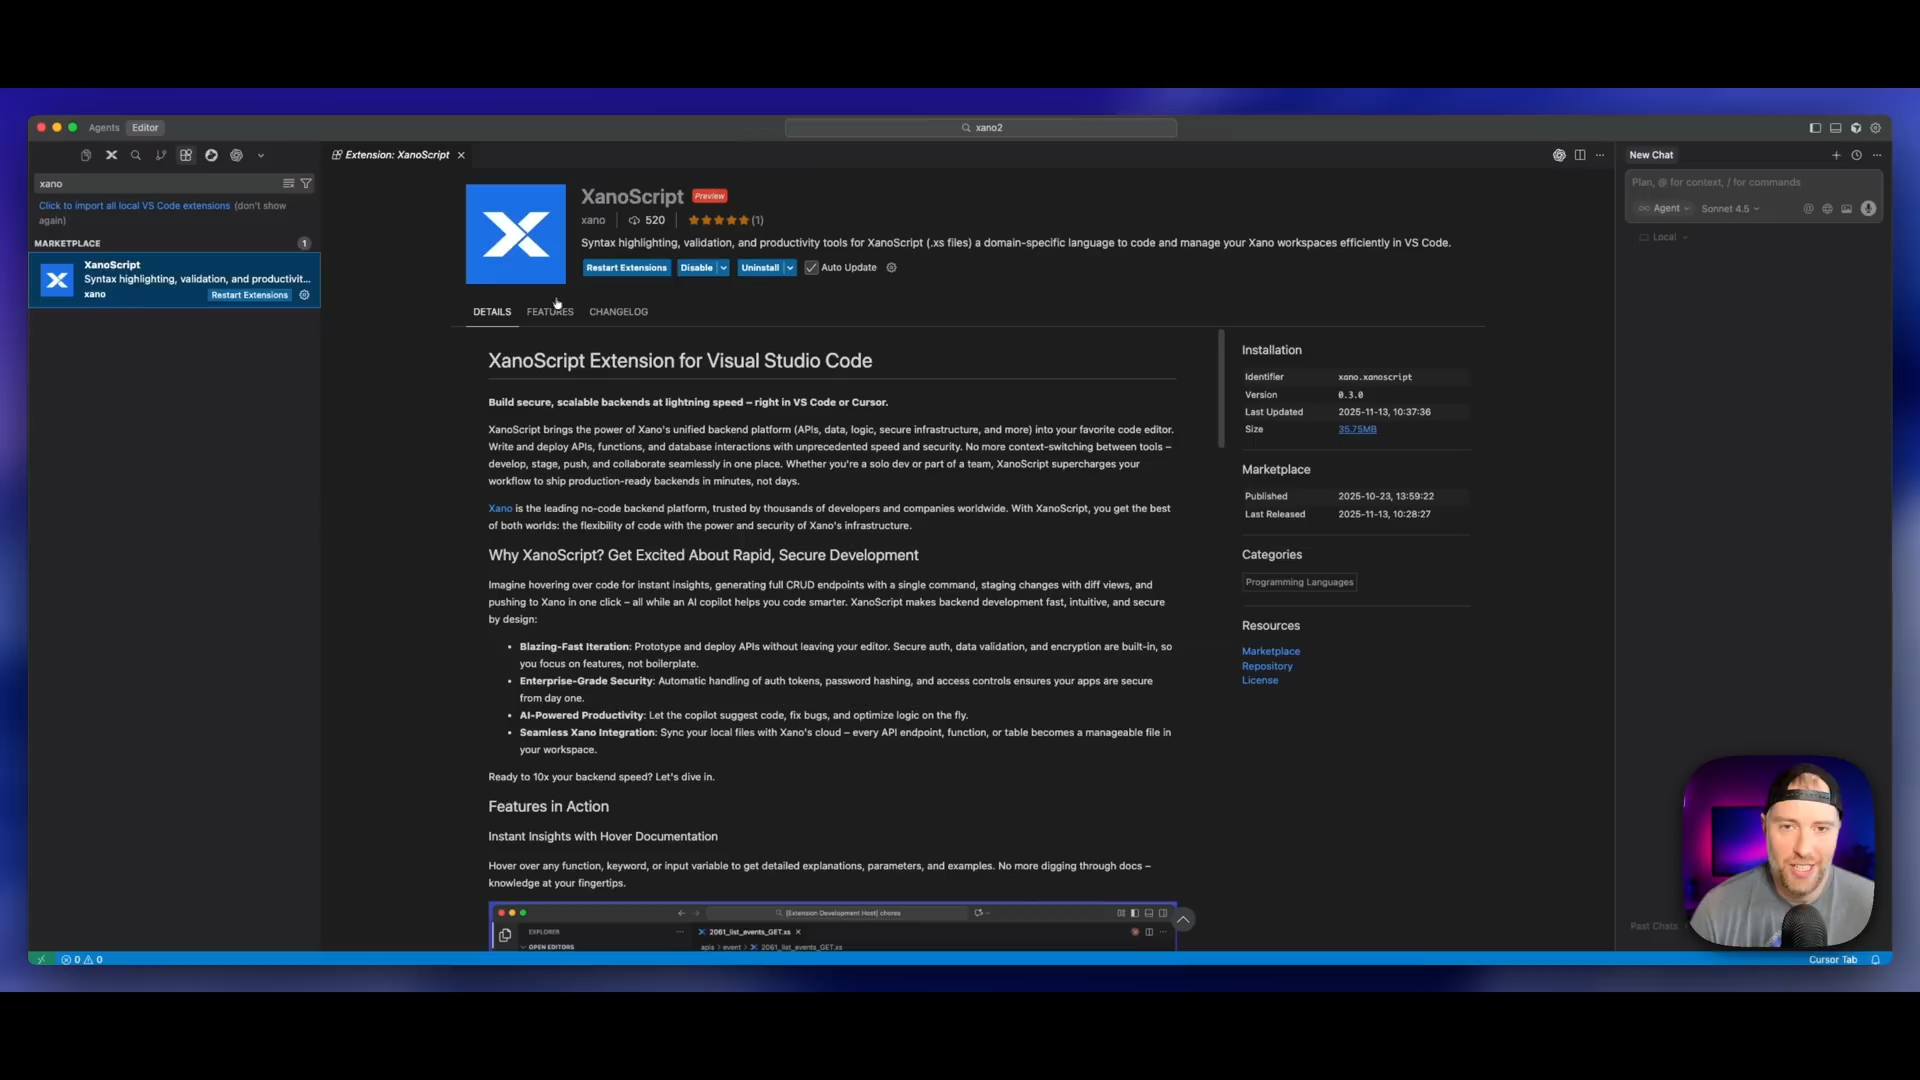 Agents Editor
xano2
Extension: XanoScript
New Chat
xano
Click to import all local VS Code extensions (don't show
again)
MARKETPLACE 1
XanoScript
Syntax highlighting, validation, and productivit...
xano Restart Extensions
XanoScript Preview
xano 520 (1)
Syntax highlighting, validation, and productivity tools for XanoScript (.xs files) a domain-specific language to code and manage your Xano workspaces efficiently in VS Code.
Restart Extensions Disable Uninstall Auto Update
DETAILS FEATURES CHANGELOG
XanoScript Extension for Visual Studio Code
Build secure, scalable backends at lightning speed – right in VS Code or Cursor.
XanoScript brings the power of Xano's unified backend platform (APIs, data, logic, secure infrastructure, and more) into your favorite code editor.
Write and deploy APIs, functions, and database interactions with unprecedented speed and security. No more context-switching between tools –
develop, stage, push, and collaborate seamlessly in one place. Whether you're a solo dev or part of a team, XanoScript supercharges your
workflow to ship production-ready backends in minutes, not days.
Xano is the leading no-code backend platform, trusted by thousands of developers and companies worldwide. With XanoScript, you get the best
of both worlds: the flexibility of code with the power and security of Xano's infrastructure.
Why XanoScript? Get Excited About Rapid, Secure Development
Imagine hovering over code for instant insights, generating full CRUD endpoints with a single command, staging changes with diff views, and
pushing to Xano in one click – all while an AI copilot helps you code smarter. XanoScript makes backend development fast, intuitive, and secure
by design:
• Blazing-Fast Iteration: Prototype and deploy APIs without leaving your editor. Secure auth, data validation, and encryption are built-in, so
you focus on features, not boilerplate.
• Enterprise-Grade Security: Automatic handling of auth tokens, password hashing, and access controls ensures your apps are secure
from day one.
• AI-Powered Productivity: Let the copilot suggest code, fix bugs, and optimize logic on the fly.
• Seamless Xano Integration: Sync your local files with Xano's cloud – every API endpoint, function, or table becomes a manageable file in
your workspace.
Ready to 10x your backend speed? Let's dive in.
Features in Action
Instant Insights with Hover Documentation
Hover over any function, keyword, or input variable to get detailed explanations, parameters, and examples. No more digging through docs –
knowledge at your fingertips.
[Extension Development Host] chores
EXPLORER
2061_list_events_GET.xs
OPEN EDITORS
apis > event > 2061_list_events_GET.xs
Installation
Identifier xano.xanoscript
Version 0.3.0
Last Updated 2025-11-13, 10:37:36
Size 35.75MB
Marketplace
Published 2025-10-23, 13:59:22
Last Released 2025-11-13, 10:28:27
Categories
Programming Languages
Resources
Marketplace
Repository
License
Plan, @ for context, / for commands
Agent Sonnet 4.5
Local
Past Chats
0 0
Cursor Tab